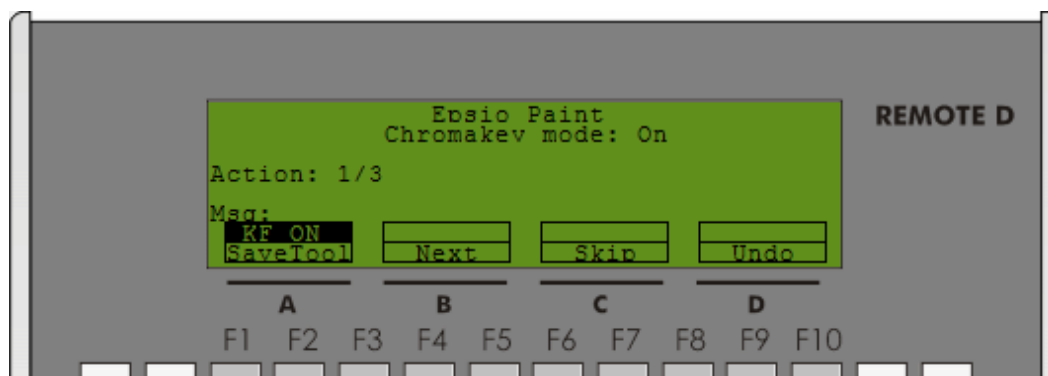 Epsio Paint
REMOTE D
Chromakey mode: On
Action: 1/3
Msg:
KF ON
SaveTool Next Skip Undo
A B C D
F1 F2 F3 F4 F5 F6 F7 F8 F9 F10